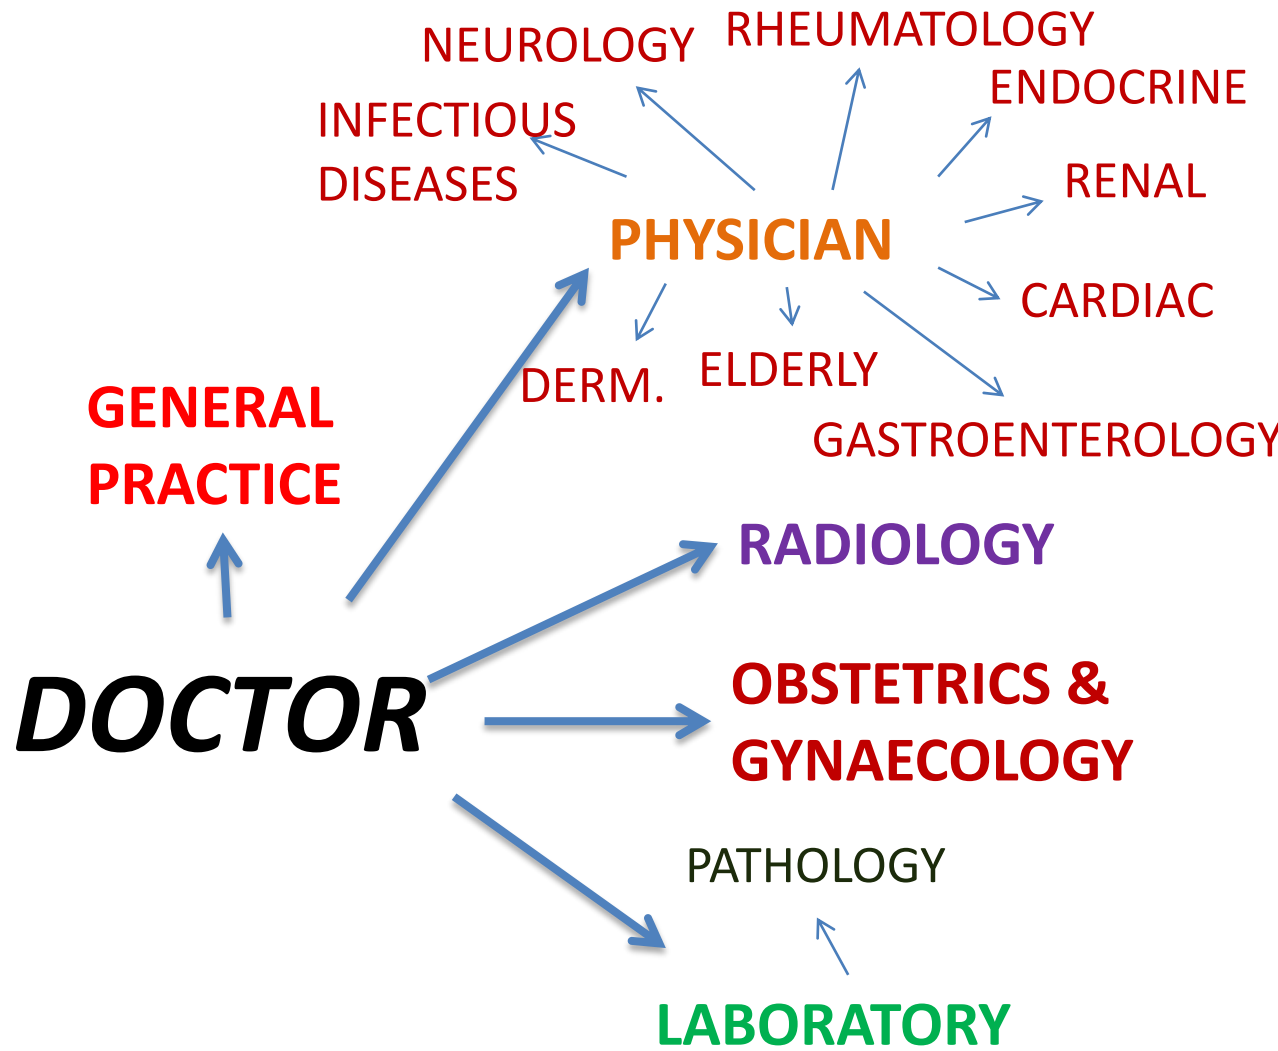 NEUROLOGY
RHEUMATOLOGY
ENDOCRINE
INFECTIOUS
DISEASES
RENAL
PHYSICIAN
CARDIAC
DERM.
ELDERLY
GASTROENTEROLOGY
GENERAL
PRACTICE
RADIOLOGY
DOCTOR
OBSTETRICS &
GYNAECOLOGY
PATHOLOGY
LABORATORY